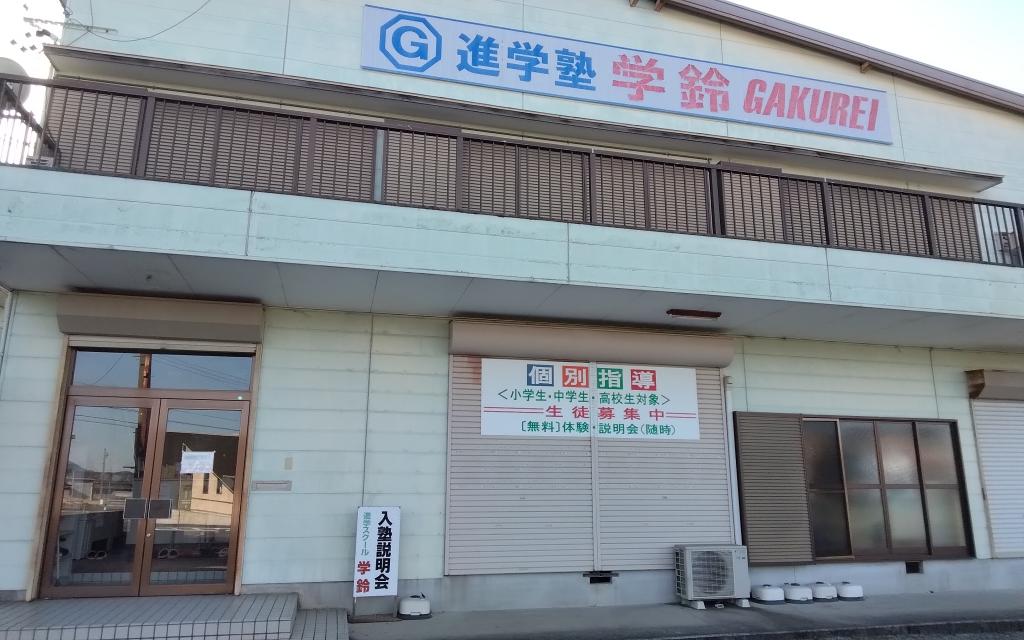 G 進学塾 学鈴 GAKUREI
個別指導
<小学生・中学生・高校生対象>
生徒募集中
[無料]体験・説明会(随時)
入塾説明会
進学スクール 学鈴